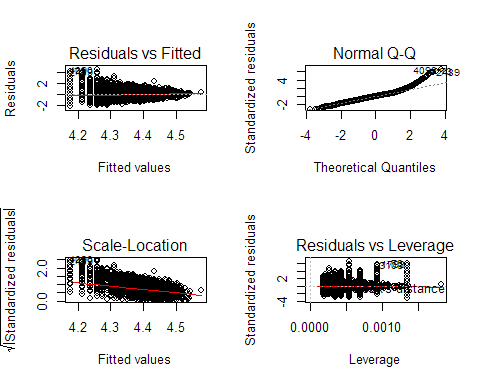 Residuals vs Fitted
Residuals
2
-2
4.2 4.3 4.4 4.5
Fitted values
Normal Q-Q
Standardized residuals
4
-2
-4 -2 0 2 4
Theoretical Quantiles
Scale-Location
√|Standardized residuals|
2.0
0.0
4.2 4.3 4.4 4.5
Fitted values
Residuals vs Leverage
Standardized residuals
2
-4
distance
0.0000 0.0010
Leverage